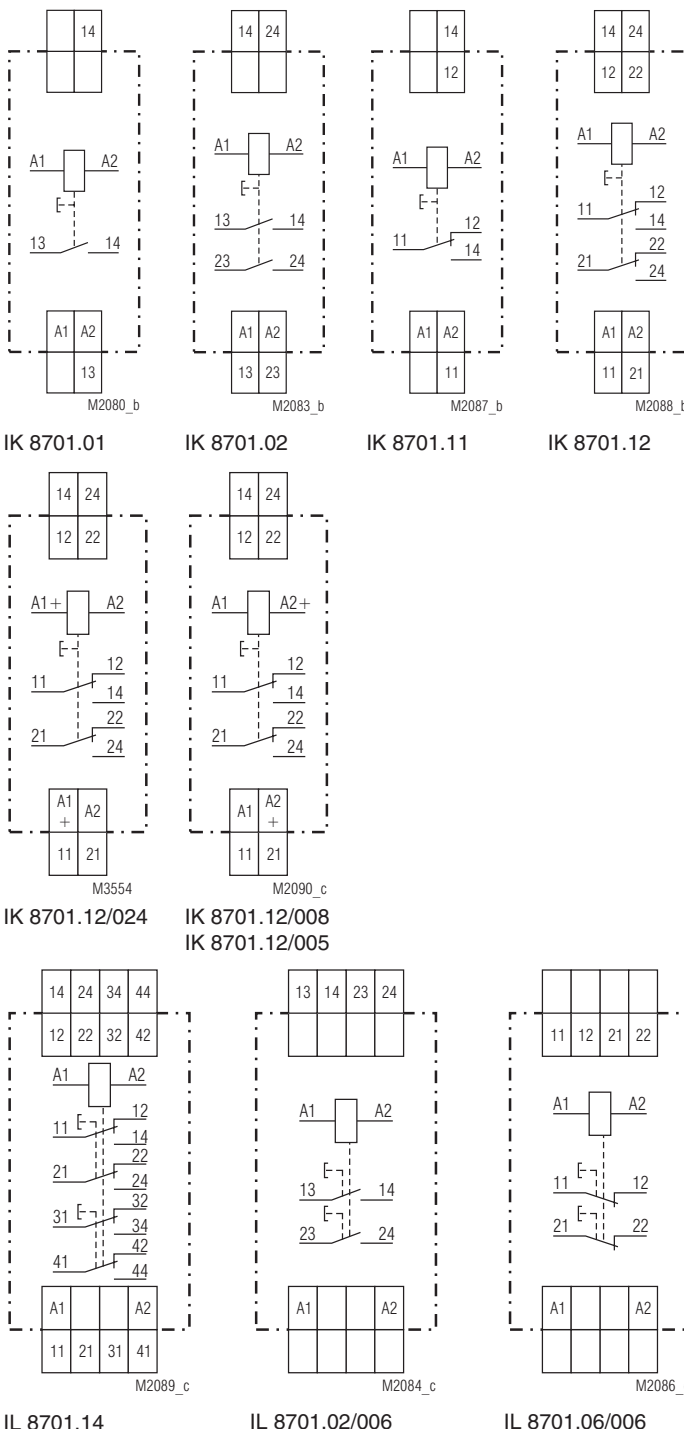 14
A1 A2
13 14
A1 A2
13
M2080_b
IK 8701.01
14 24
A1 A2
13 14
23 24
A1 A2
13 23
M2083_b
IK 8701.02
14
12
A1 A2
12
11
14
A1 A2
11
M2087_b
IK 8701.11
14 24
12 22
A1 A2
12
11
14
22
21
24
A1 A2
11 21
M2088_b
IK 8701.12
14 24
12 22
A1+ A2
12
11
14
22
21
24
A1 A2
+
11 21
M3554
IK 8701.12/024
14 24
12 22
A1 A2+
12
11
14
22
21
24
A1 A2
+
11 21
M2090_c
IK 8701.12/008
IK 8701.12/005
14 24 34 44
12 22 32 42
A1 A2
12
11
14
22
21
24
32
31
34
42
41
44
A1 A2
11 21 31 41
M2089_c
IL 8701.14
13 14 23 24
A1 A2
13 14
23 24
A1 A2
M2084_c
IL 8701.02/006
11 12 21 22
A1 A2
11 12
21 22
A1 A2
M2086_
IL 8701.06/006